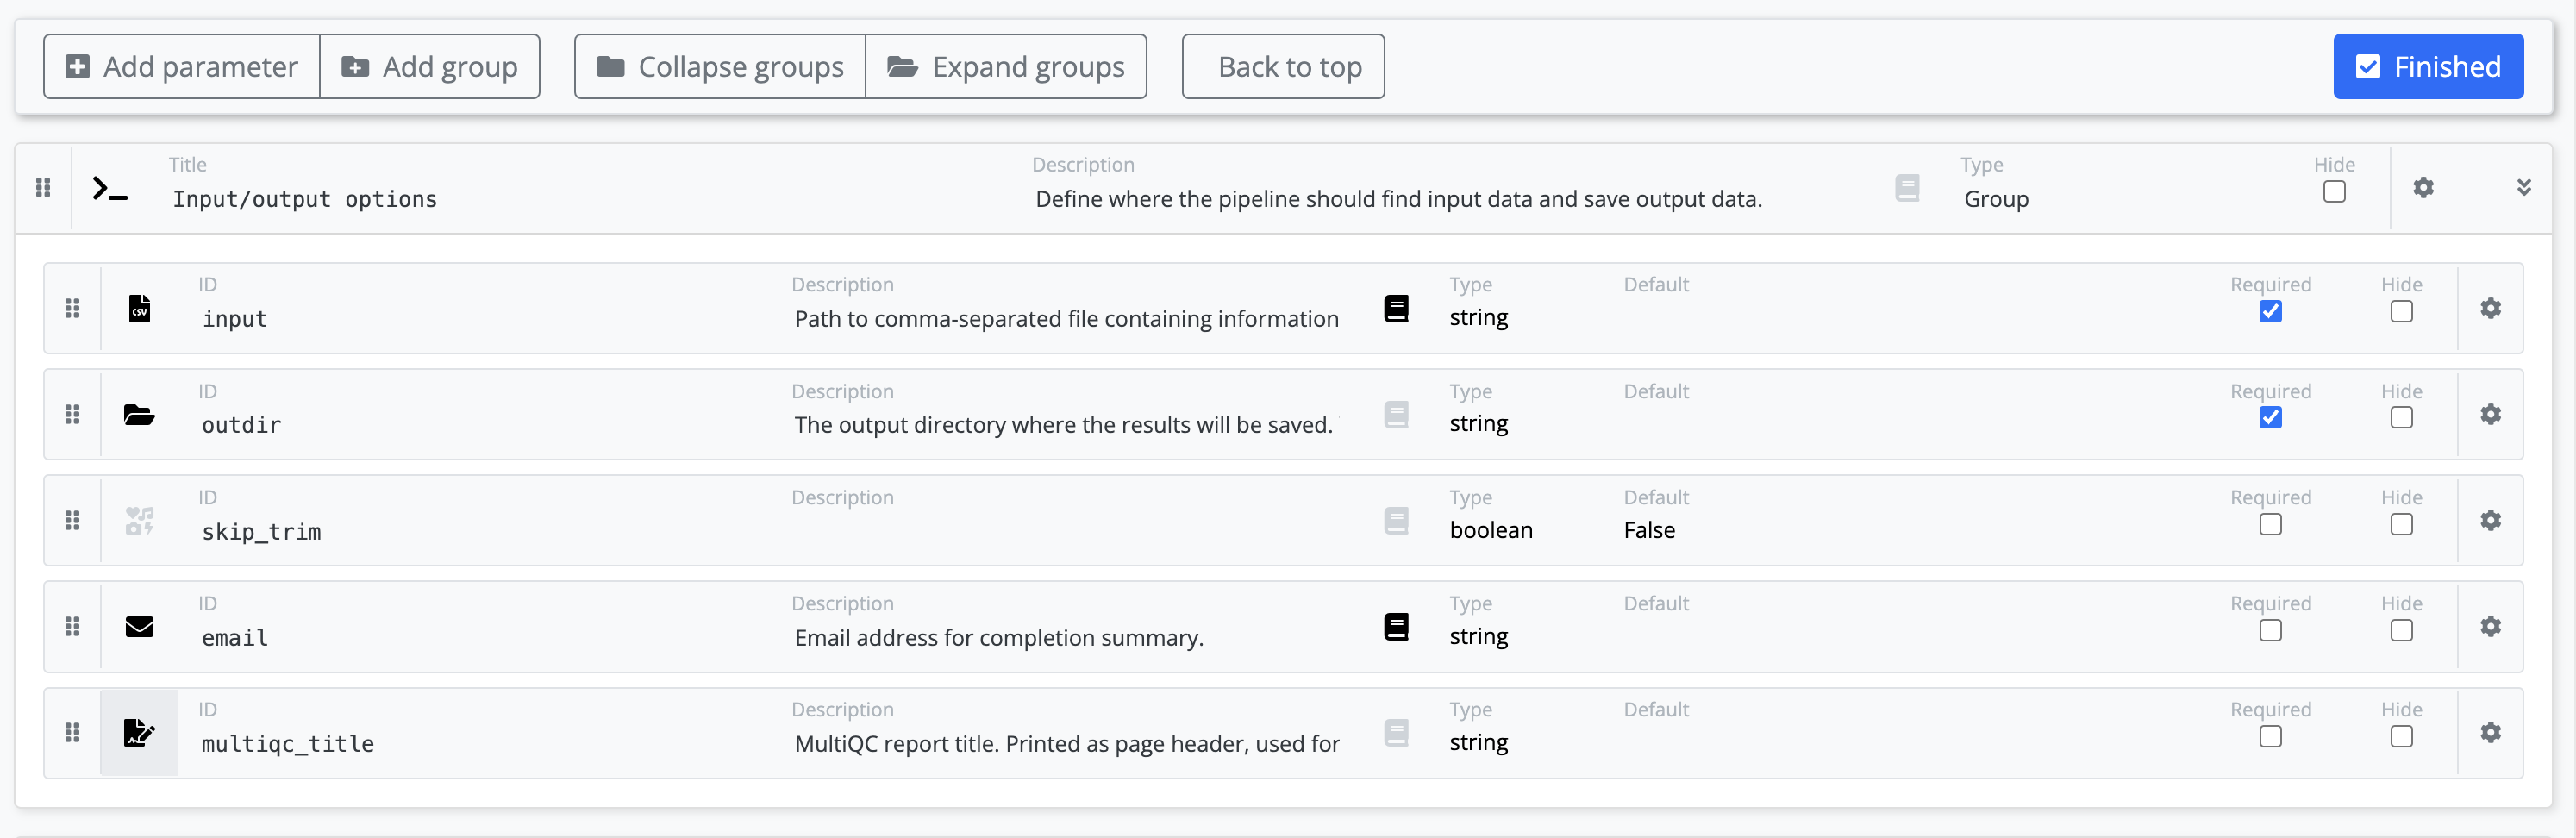 Add parameter Add group Collapse groups Expand groups Back to top Finished
Title Description Type Hide
Input/output options Define where the pipeline should find input data and save output data. Group
ID Description Type Default Required Hide
CSV input Path to comma-separated file containing information string
ID Description Type Default Required Hide
outdir The output directory where the results will be saved. string
ID Description Type Default Required Hide
skip_trim boolean False
ID Description Type Default Required Hide
email Email address for completion summary. string
ID Description Type Default Required Hide
multiqc_title MultiQC report title. Printed as page header, used for string